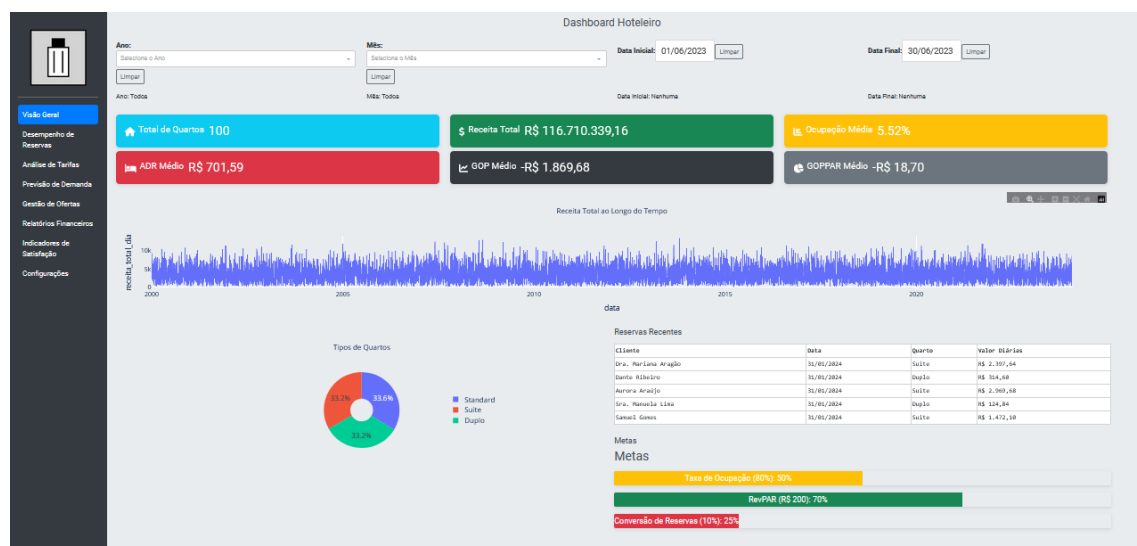 Dashboard Hoteleiro
Ano:
Selecione o Ano
Limpar
Ano: Todos
Mês:
Selecione o Mês
Limpar
Mês: Todos
Data Inicial: 01/06/2023 Limpar
Data Inicial: Nenhuma
Data Final: 30/06/2023 Limpar
Data Final: Nenhuma
Visão Geral
Desempenho de
Reservas
Análise de Tarifas
Previsão de Demanda
Gestão de Ofertas
Relatórios Financeiros
Indicadores de
Satisfação
Configurações
Total de Quartos 100
$ Receita Total R$ 116.710.339,16
Ocupação Média 5.52%
ADR Médio R$ 701,59
GOP Médio -R$ 1.869,68
GOPPAR Médio -R$ 18,70
Receita Total ao Longo do Tempo
receita_total_dia
10k
5k
0
2000 2005 2010 2015 2020
data
Tipos de Quartos
33.2% 33.6%
33.2%
Standard
Suite
Duplo
Reservas Recentes
Cliente Data Quarto Valor Diárias
Dra. Mariana Aragão 31/01/2024 Suite R$ 2.397,64
Dante Ribeiro 31/01/2024 Duplo R$ 314,60
Aurora Araújo 31/01/2024 Suite R$ 2.969,68
Sra. Manuela Lima 31/01/2024 Duplo R$ 124,84
Samuel Gomes 31/01/2024 Suite R$ 1.472,10
Metas
Metas
Taxa de Ocupação (80%): 50%
RevPAR (R$ 200): 70%
Conversão de Reservas (10%): 25%